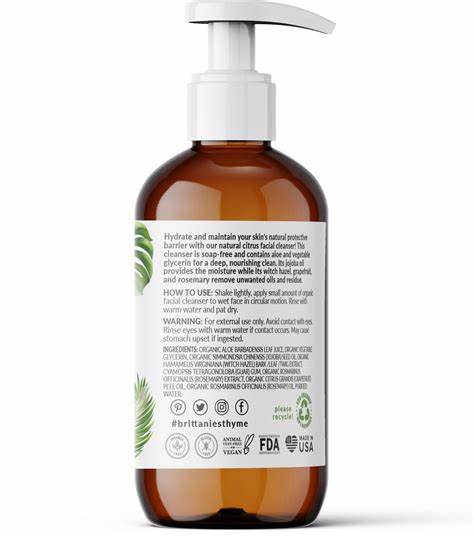 Hydrate and maintain your skin's natural protective
barrier with our natural citrus facial cleanser! This
cleanser is soap-free and contains aloe and vegetable
glycerin for a deep, nourishing clean. Its jojoba oil
provides the moisture while its witch hazel, grapefruit,
and rosemary remove unwanted oils and residue.
HOW TO USE: Shake lightly, apply small amount of organic
facial cleanser to wet face in circular motion. Rinse with
warm water and pat dry.
WARNING: For external use only. Avoid contact with eyes.
Rinse eyes with warm water if contact occurs. May cause
stomach upset if ingested.
INGREDIENTS: ORGANIC ALOE BARBADENSIS LEAF JUICE, ORGANIC VEGETABLE
GLYCERIN, ORGANIC SIMMONDSIA CHINENSIS (JOJOBA) SEED OIL, ORGANIC
HAMAMELIS VIRGINIANA (WITCH HAZEL) BARK / LEAF / TWIG EXTRACT,
CYAMOPSIS TETRAGONOLOBA (GUAR) GUM, ORGANIC ROSMARINUS
OFFICINALIS (ROSEMARY) EXTRACT, ORGANIC CITRUS GRANDIS (GRAPEFRUIT)
PEEL OIL, ORGANIC ROSMARINUS OFFICINALIS (ROSEMARY) OIL, PURIFIED
WATER.
please
recycle!
#brittaniesthyme
ANIMAL
TEST-FREE
VEGAN
FDA
MADE IN
USA